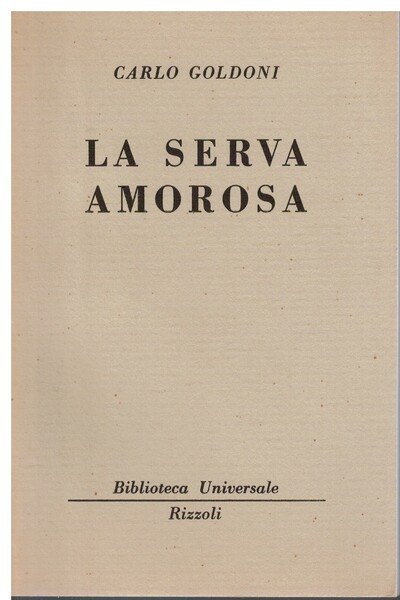 CARLO GOLDONI
LA SERVA
AMOROSA
Biblioteca Universale
Rizzoli